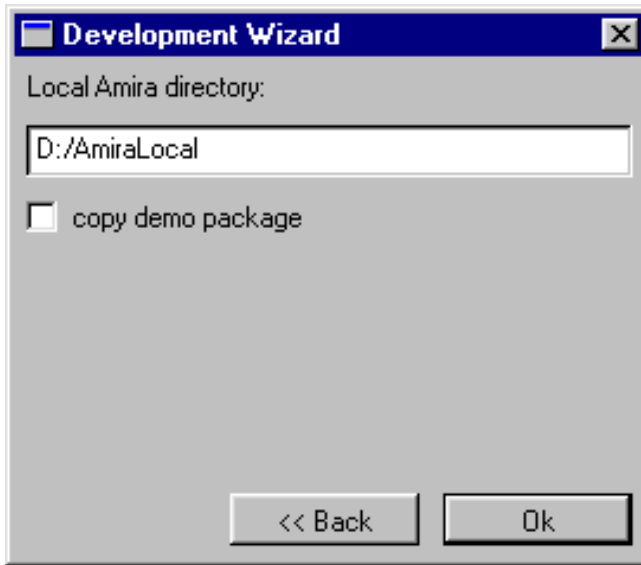 Development Wizard
Local Amira directory:
D:/AmiraLocal
copy demo package
<< Back
Ok